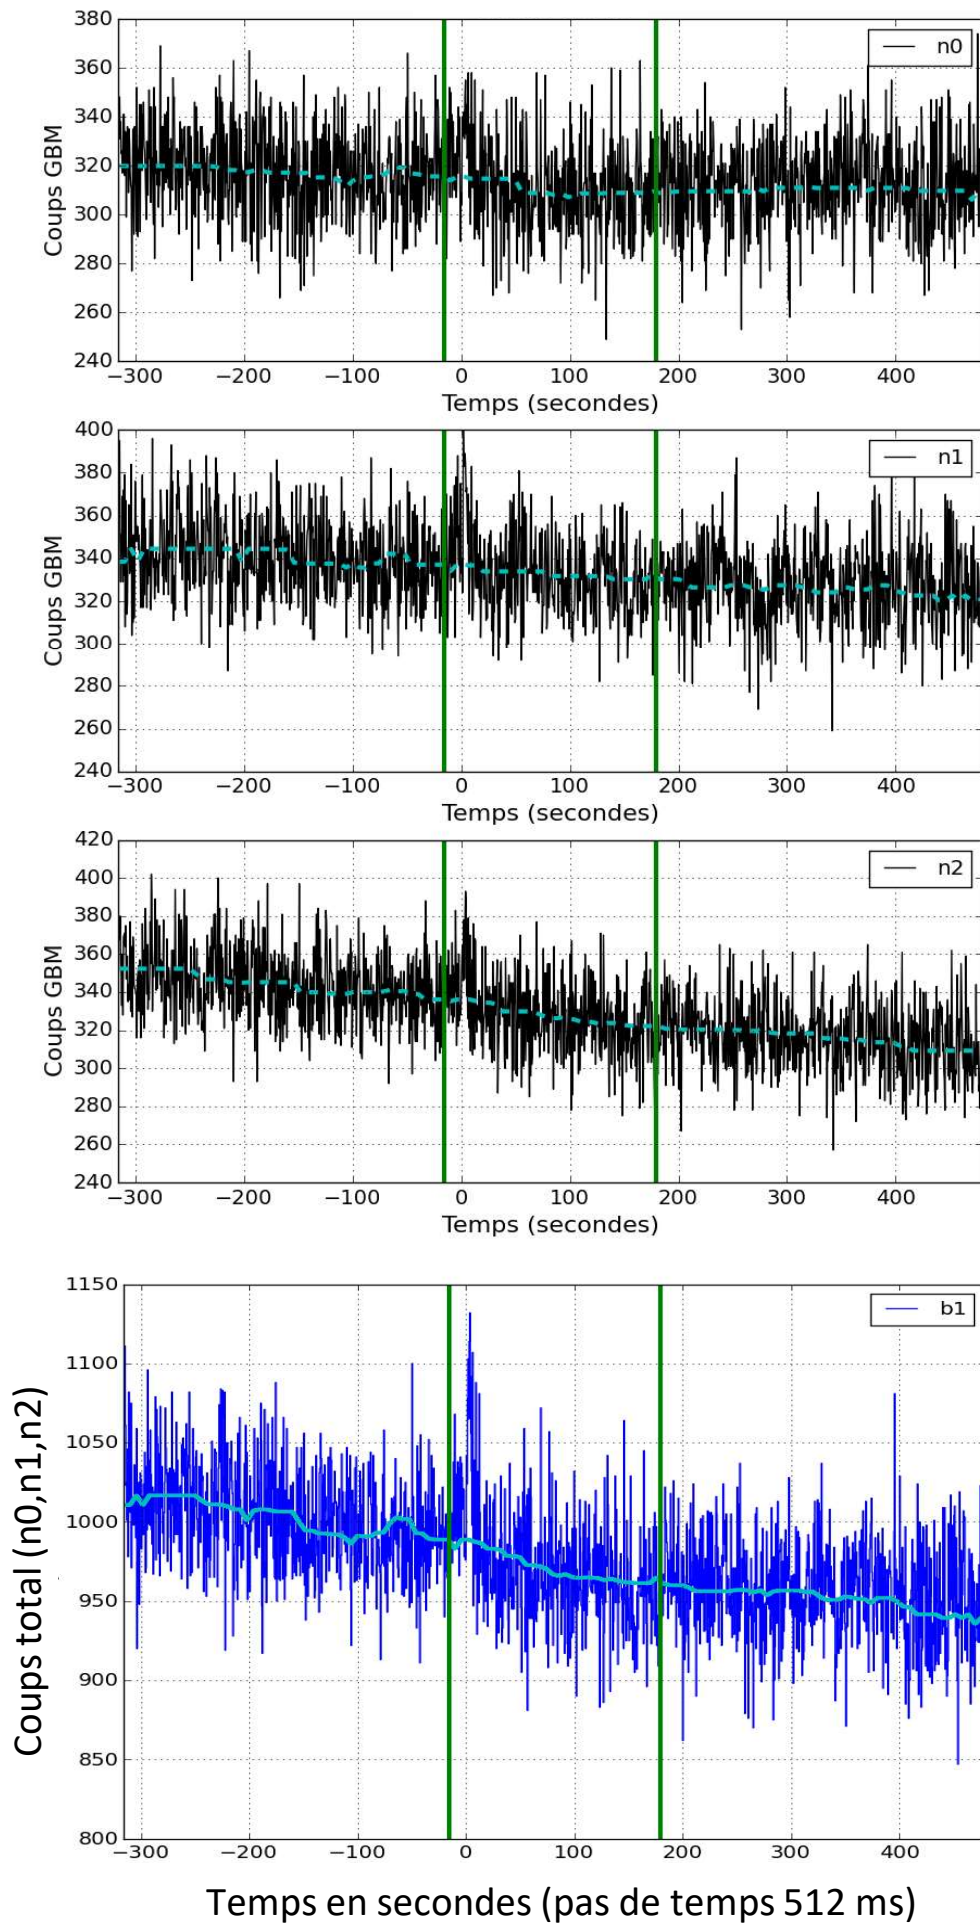 380
360
340
320
300
280
260
240
Coups GBM
n0
−300 −200 −100 0 100 200 300 400
Temps (secondes)
400
380
360
340
320
300
280
260
240
Coups GBM
n1
−300 −200 −100 0 100 200 300 400
Temps (secondes)
420
400
380
360
340
320
300
280
260
240
Coups GBM
n2
−300 −200 −100 0 100 200 300 400
Temps (secondes)
1150
1100
1050
1000
950
900
850
800
Coups total (n0,n1,n2)
b1
−300 −200 −100 0 100 200 300 400
Temps en secondes (pas de temps 512 ms)